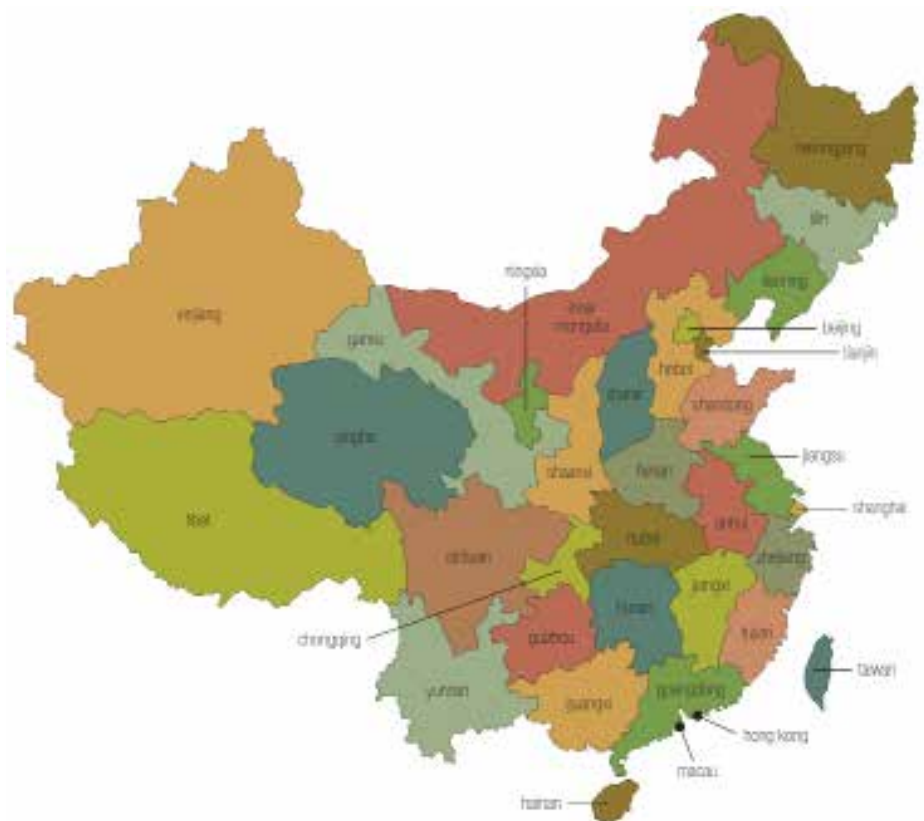 heilongjiang
jilin
liaoning
ningxia
inner
mongolia
xinjiang
gansu
beijing
tianjin
hebei
shanxi
shandong
qinghai
shaanxi
henan
jiangsu
shanghai
anhui
tibet
hubei
sichuan
zhejiang
jiangxi
hunan
chongqing
guizhou
fujian
taiwan
yunnan
guangxi
guangdong
hong kong
macau
hainan